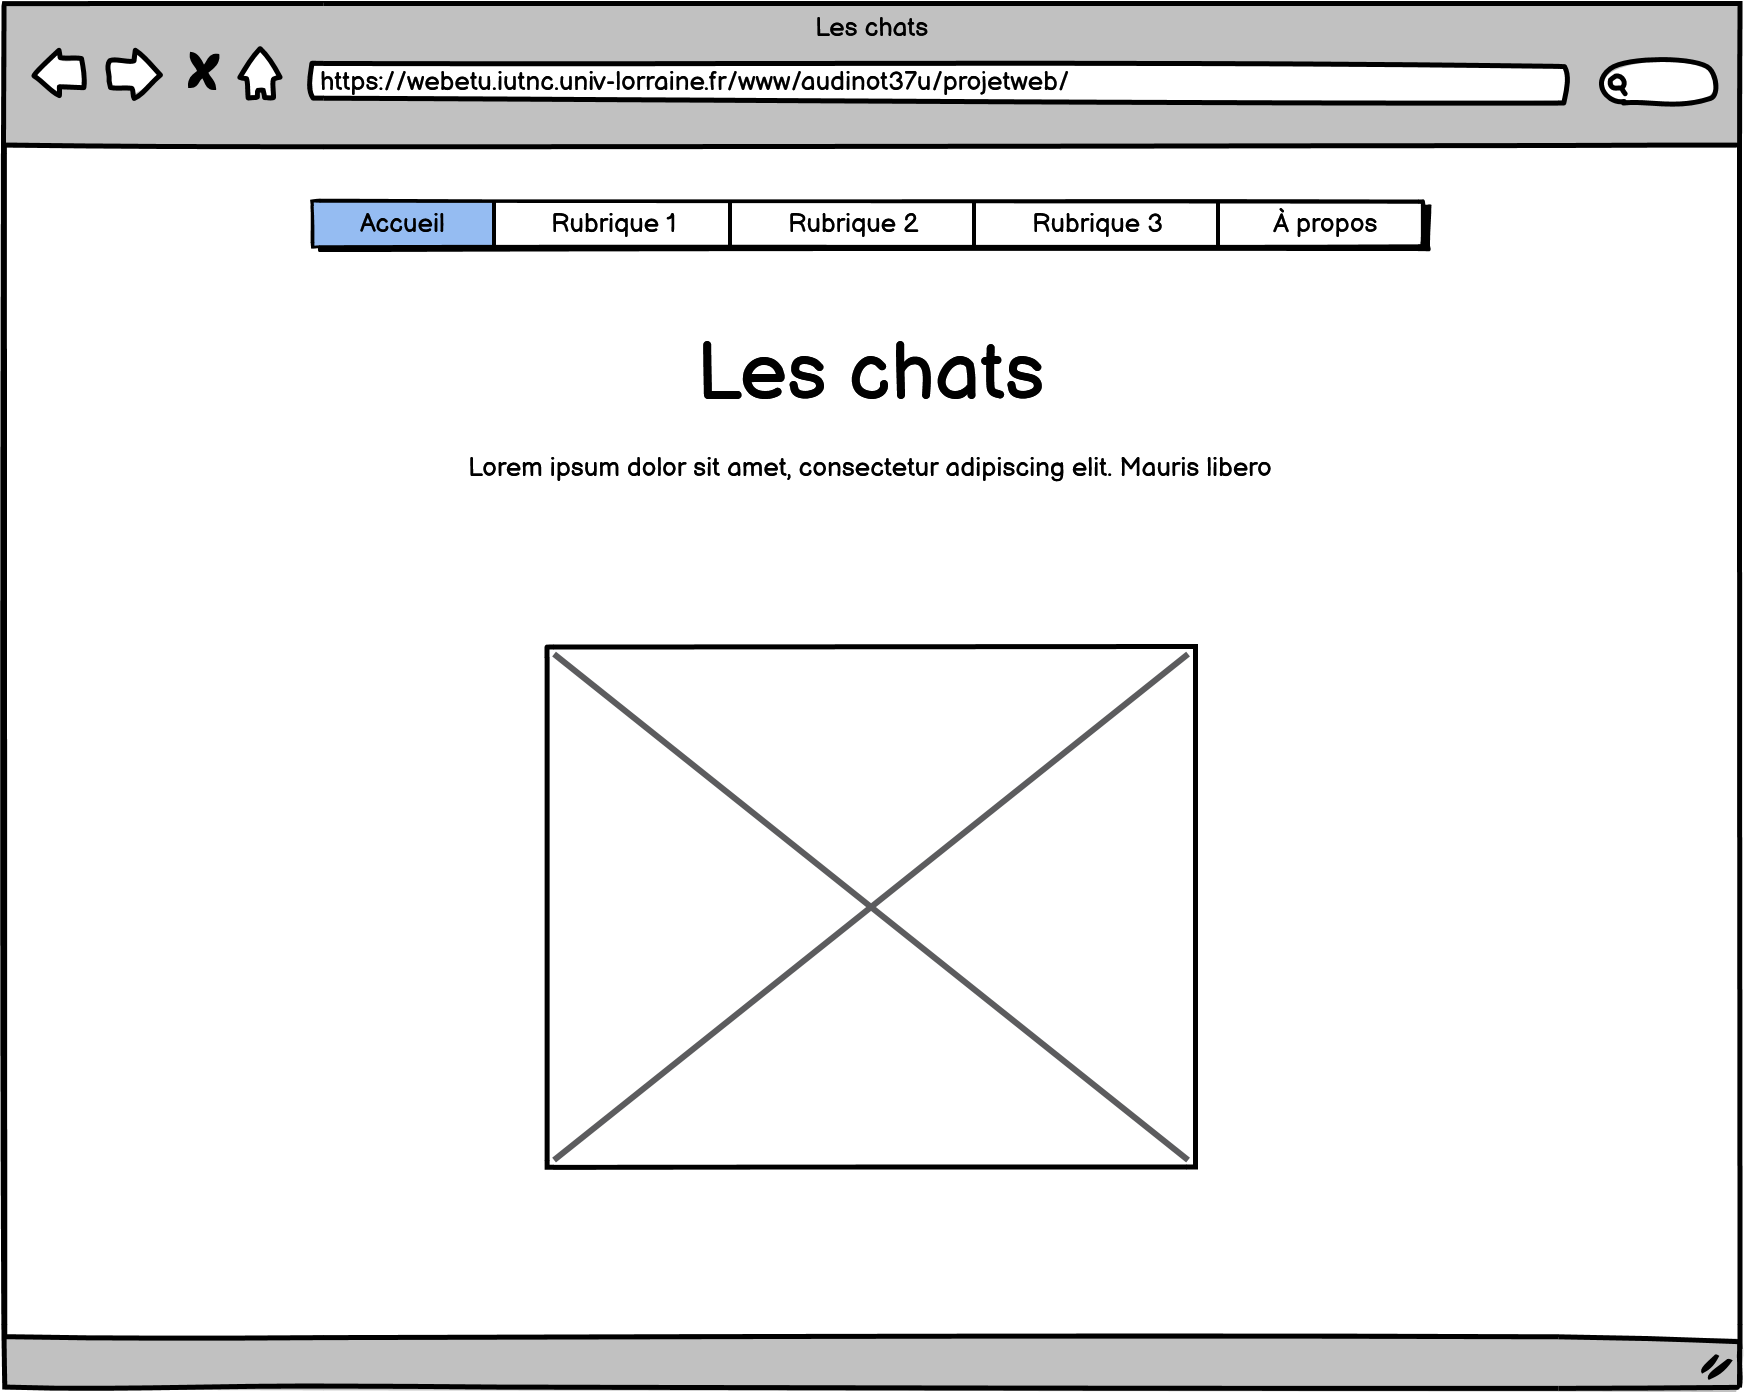 Les chats
https://webetu.iutnc.univ-lorraine.fr/www/audinot37u/projetweb/
Accueil Rubrique 1 Rubrique 2 Rubrique 3 À propos
Les chats
Lorem ipsum dolor sit amet, consectetur adipiscing elit. Mauris libero